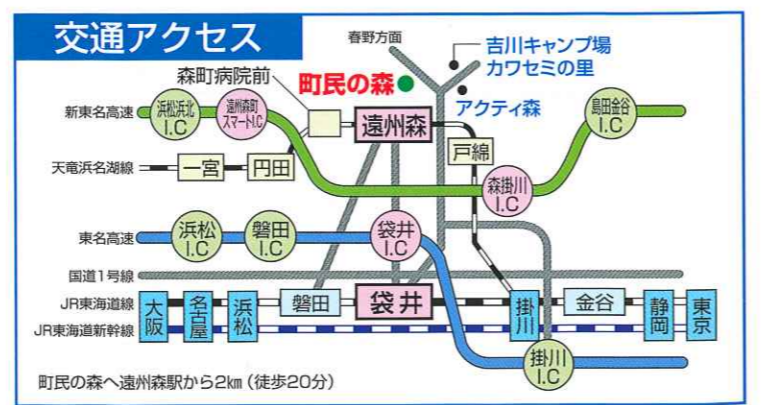 交通アクセス
春野方面
吉川キャンプ場
カワセミの里
森町病院前
町民の森
アクティ森
新東名高速
浜松浜北
I.C
遠州森町
スマートI.C
遠州森
島田金谷
I.C
戸綿
天竜浜名湖線
一宮
円田
森掛川
I.C
東名高速
浜松
I.C
磐田
I.C
袋井
I.C
国道1号線
JR東海道線
JR東海道新幹線
大阪
名古屋
浜松
磐田
袋井
掛川
金谷
静岡
東京
掛川
I.C
町民の森へ遠州森駅から2km（徒歩20分）